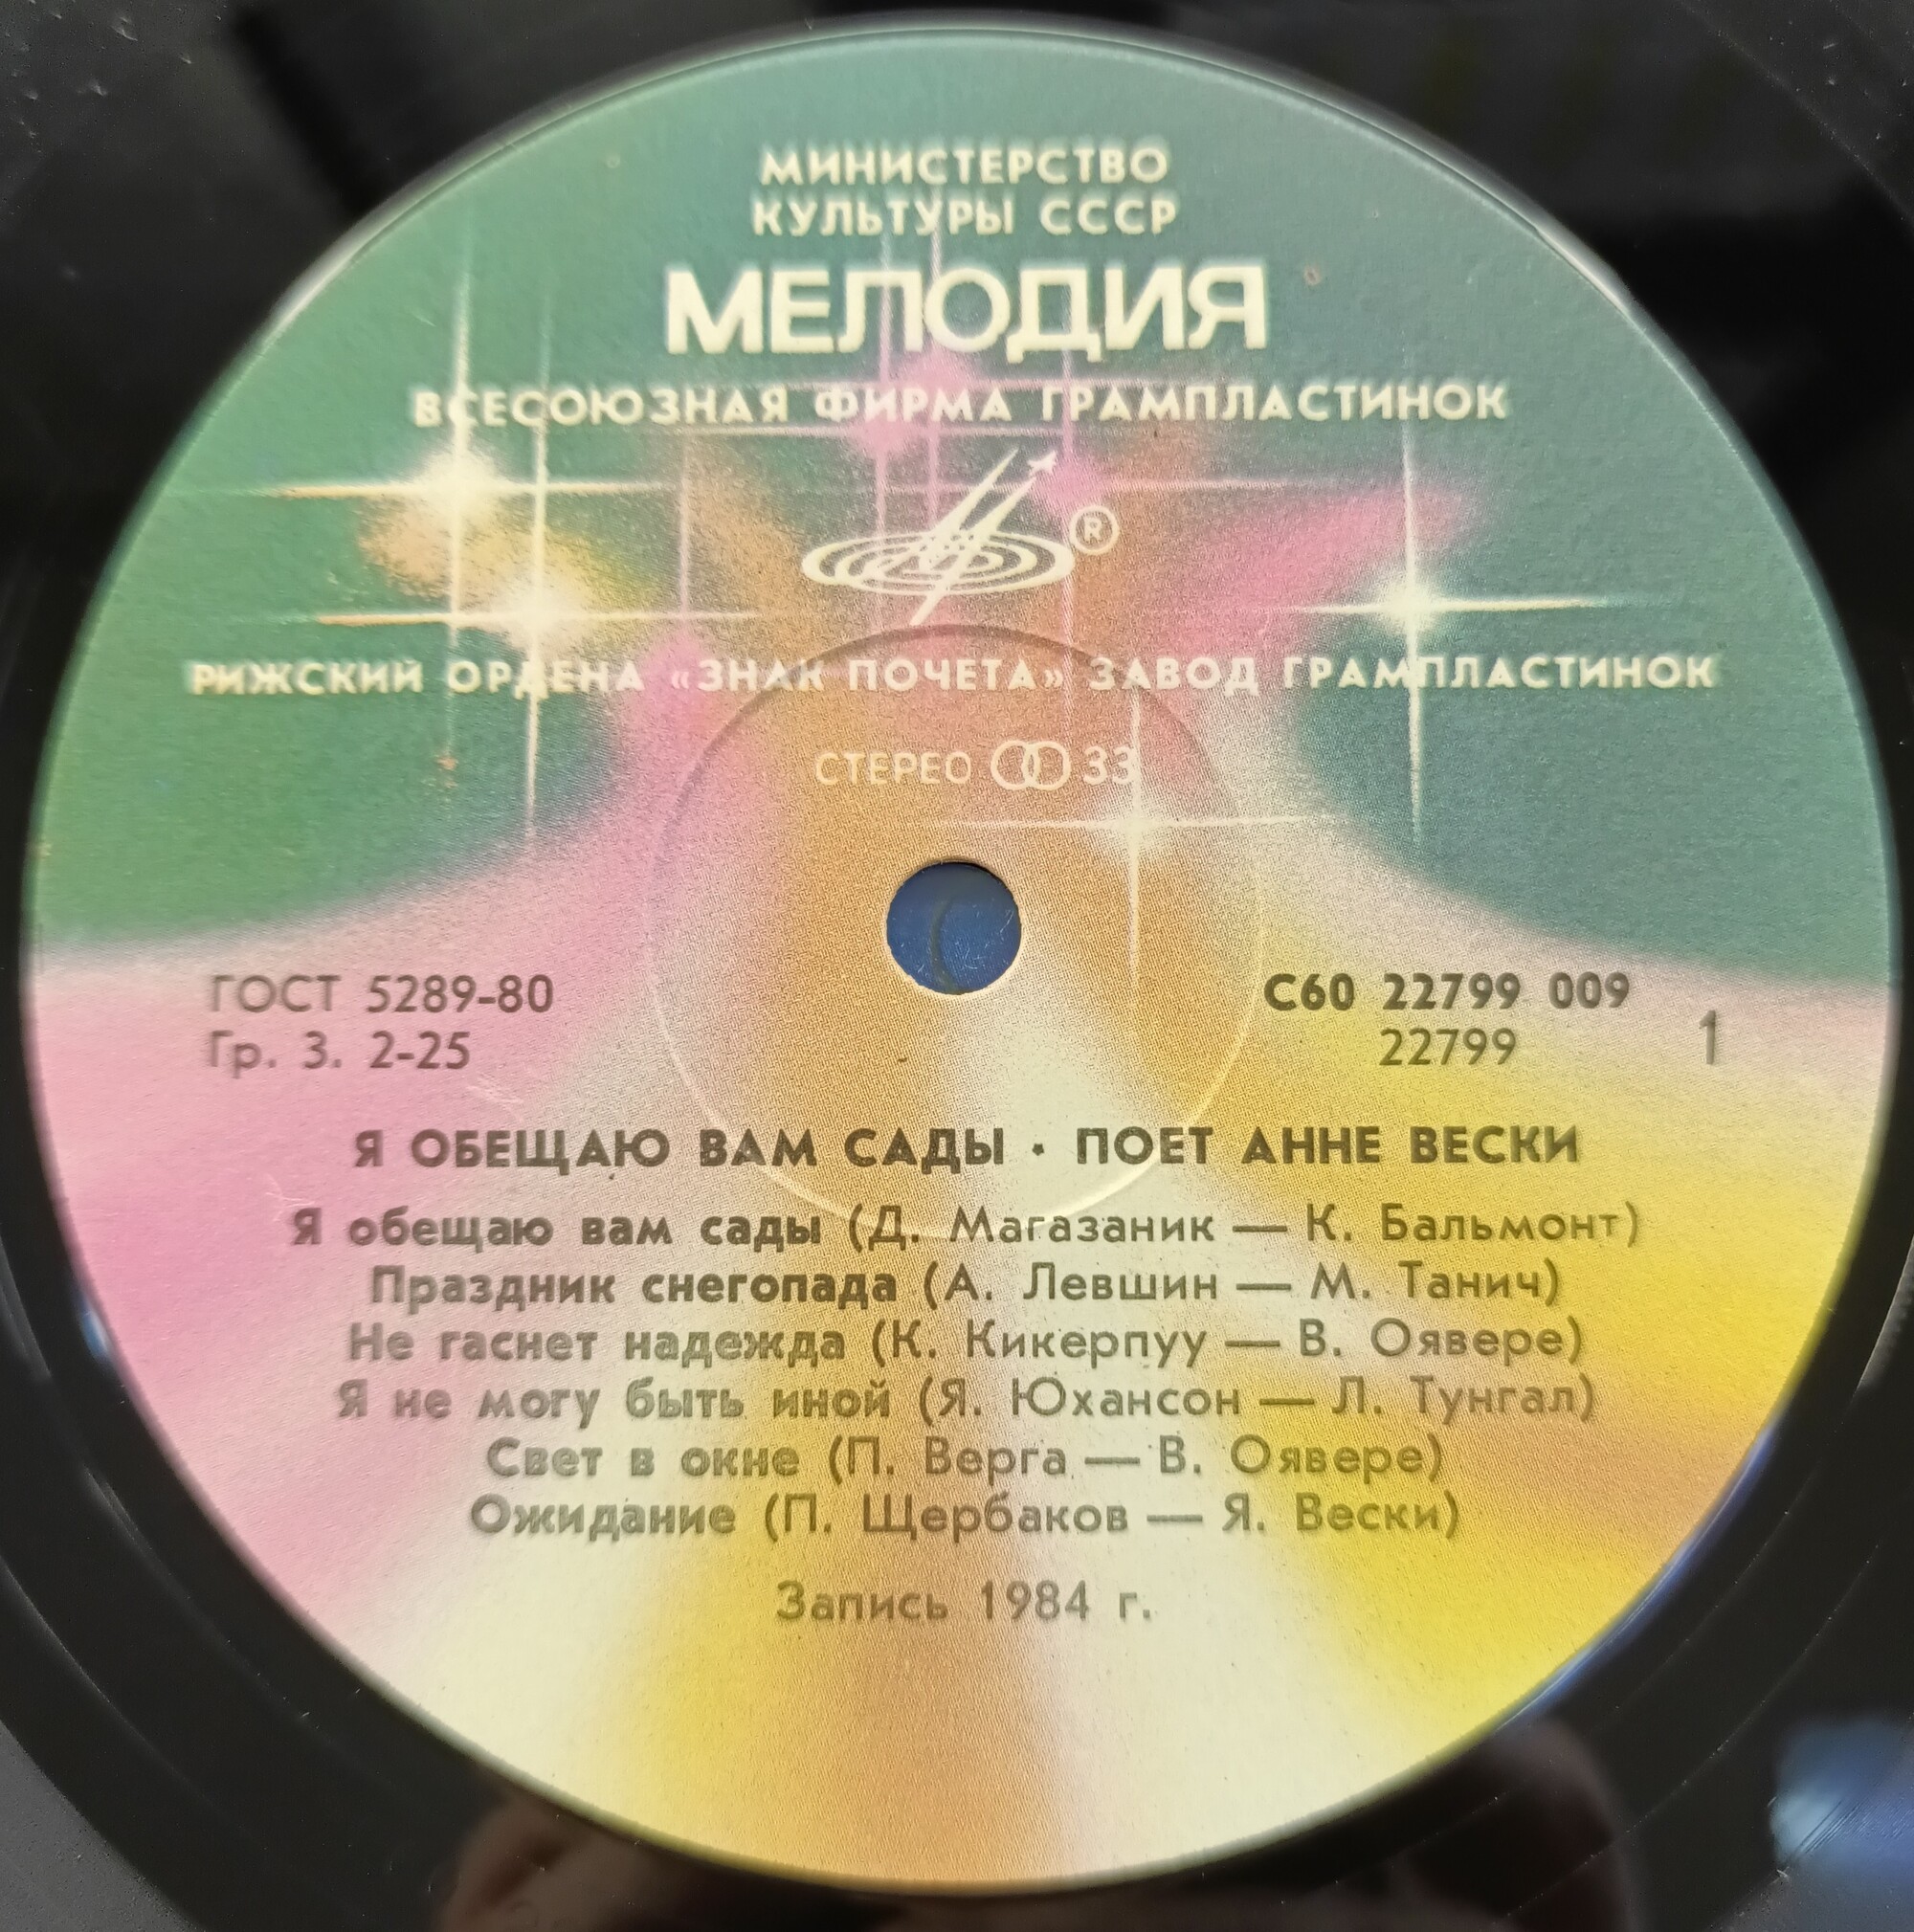 МИНИСТЕРСТВО
КУЛЬТУРЫ СССР
МЕЛОДИЯ
ВСЕСОЮЗНАЯ ФИРМА ГРАМПЛАСТИНОК
®
РИЖСКИЙ ОРДЕНА «ЗНАК ПОЧЕТА» ЗАВОД ГРАМПЛАСТИНОК
СТЕРЕО 33
ГОСТ 5289-80
Гр. 3. 2-25
С60 22799 009
22799
1
Я ОБЕЩАЮ ВАМ САДЫ · ПОЕТ АННЕ ВЕСКИ
Я обещаю вам сады (Д. Магазаник — К. Бальмонт)
Праздник снегопада (А. Левшин — М. Танич)
Не гаснет надежда (К. Кикерпуу — В. Оявере)
Я не могу быть иной (Я. Юхансон — Л. Тунгал)
Свет в окне (П. Верга — В. Оявере)
Ожидание (П. Щербаков — Я. Вески)
Запись 1984 г.